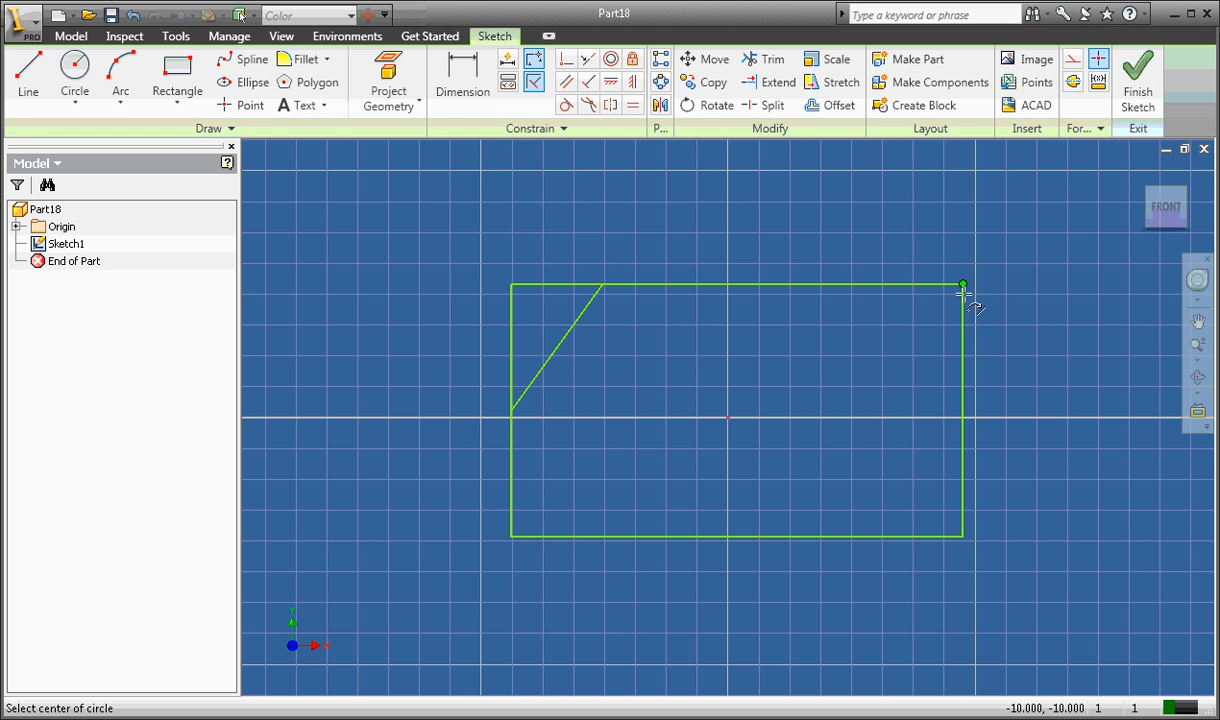 PRO
Color
Part18
Type a keyword or phrase
Model Inspect Tools Manage View Environments Get Started Sketch
Line
Circle
Arc
Rectangle
Spline
Ellipse
Point
Fillet
Polygon
Text
Project
Geometry
Dimension
Move
Copy
Rotate
Trim
Extend
Split
Scale
Stretch
Offset
Make Part
Make Components
Create Block
Image
Points
ACAD
Finish
Sketch
Draw Constrain P... Modify Layout Insert For... Exit
Model
Part18
Origin
Sketch1
End of Part
FRONT
Y
X
Select center of circle
-10.000, -10.000 1 1